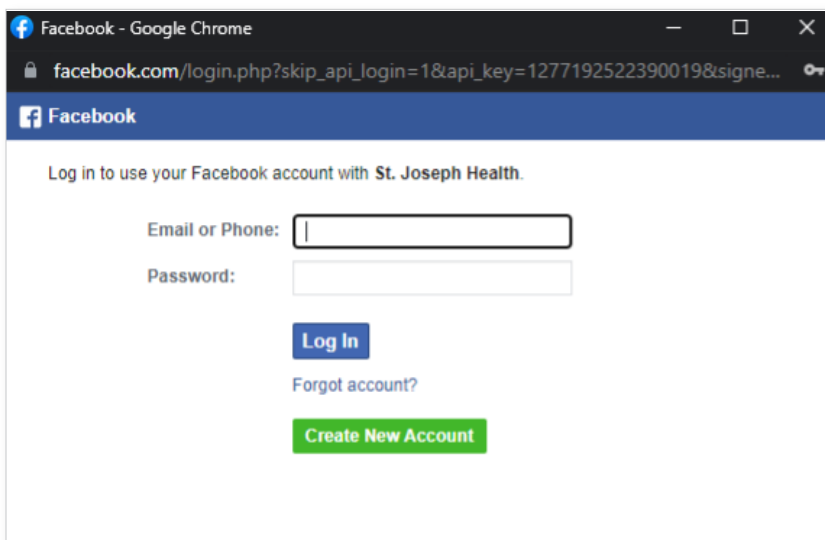 Facebook - Google Chrome
facebook.com/login.php?skip_api_login=1&api_key=1277192522390019&signe...
Facebook
Log in to use your Facebook account with St. Joseph Health.
Email or Phone:
Password:
Log In
Forgot account?
Create New Account